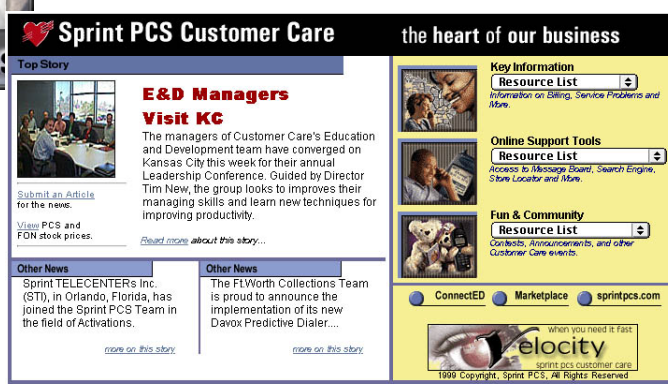 Sprint PCS Customer Care
the heart of our business
Top Story
E&D Managers
Visit KC
The managers of Customer Care's Education
and Development team have converged on
Kansas City this week for their annual
Leadership Conference. Guided by Director
Tim New, the group looks to improves their
managing skills and learn new techniques for
improving productivity.
Read more about this story...
Submit an Article
for the news.
View PCS and
FON stock prices.
Other News
Sprint TELECENTERs Inc.
(STI), in Orlando, Florida, has
joined the Sprint PCS Team in
the field of Activations.
more on this story
Other News
The Ft.Worth Collections Team
is proud to announce the
implementation of its new
Davox Predictive Dialer....
more on this story
Key Information
Resource List
Information on Billing, Service Problems and
More.
Online Support Tools
Resource List
Access to Message Board, Search Engine,
Store Locator and More.
Fun & Community
Resource List
Contests, Announcements, and other
Customer Care events.
ConnectED
Marketplace
sprintpcs.com
when you need it fast
elocity
sprint pcs customer care
1999 Copyright, Sprint PCS, All Rights Reserved